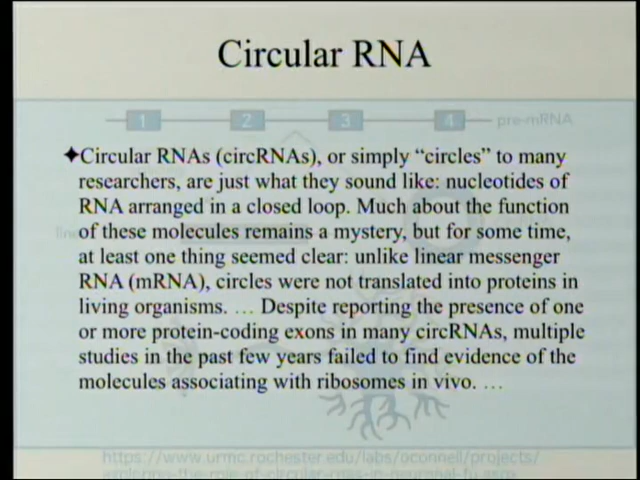 Circular RNA
1 2 3 4 pre-mRNA
✦Circular RNAs (circRNAs), or simply “circles” to many
researchers, are just what they sound like: nucleotides of
RNA arranged in a closed loop. Much about the function
of these molecules remains a mystery, but for some time,
at least one thing seemed clear: unlike linear messenger
RNA (mRNA), circles were not translated into proteins in
living organisms. … Despite reporting the presence of one
or more protein-coding exons in many circRNAs, multiple
studies in the past few years failed to find evidence of the
molecules associating with ribosomes in vivo. …
https://www.urmc.rochester.edu/labs/oconnell/projects/